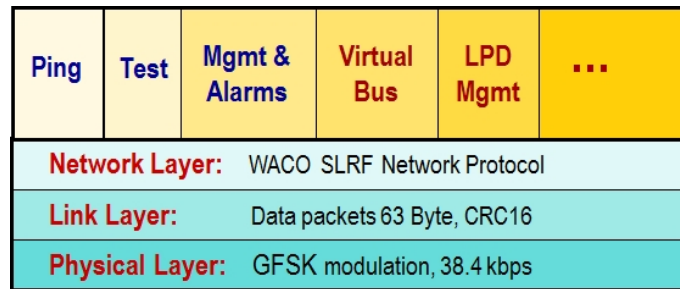 Ping
Test
Mgmt &
Alarms
Virtual
Bus
LPD
Mgmt
...
Network Layer: WACO SLRF Network Protocol
Link Layer: Data packets 63 Byte, CRC16
Physical Layer: GFSK modulation, 38.4 kbps